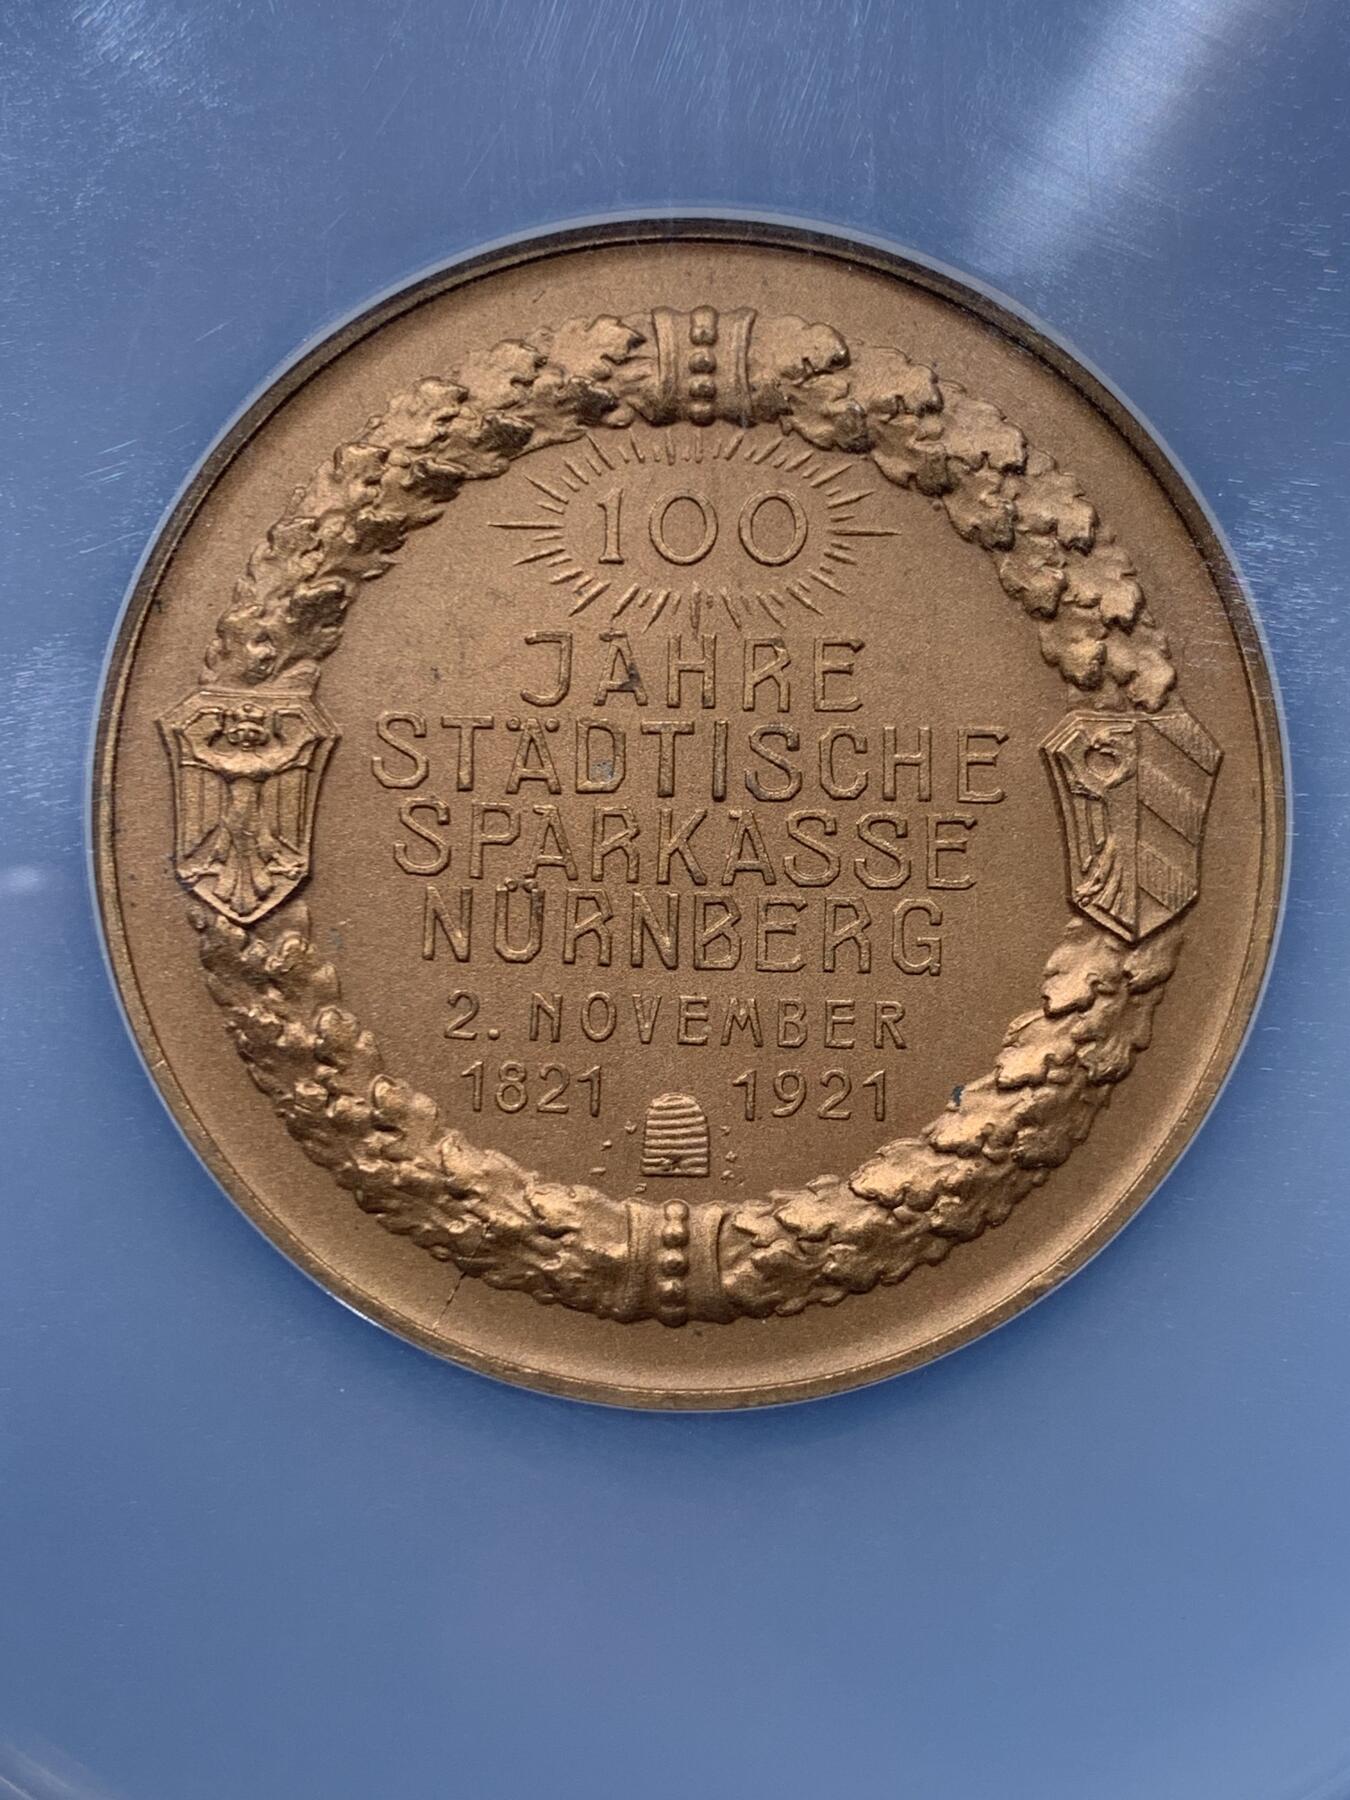 100
JAHRE
STÄDTISCHE
SPARKASSE
NÜRNBERG
2. NOVEMBER
1821 1921